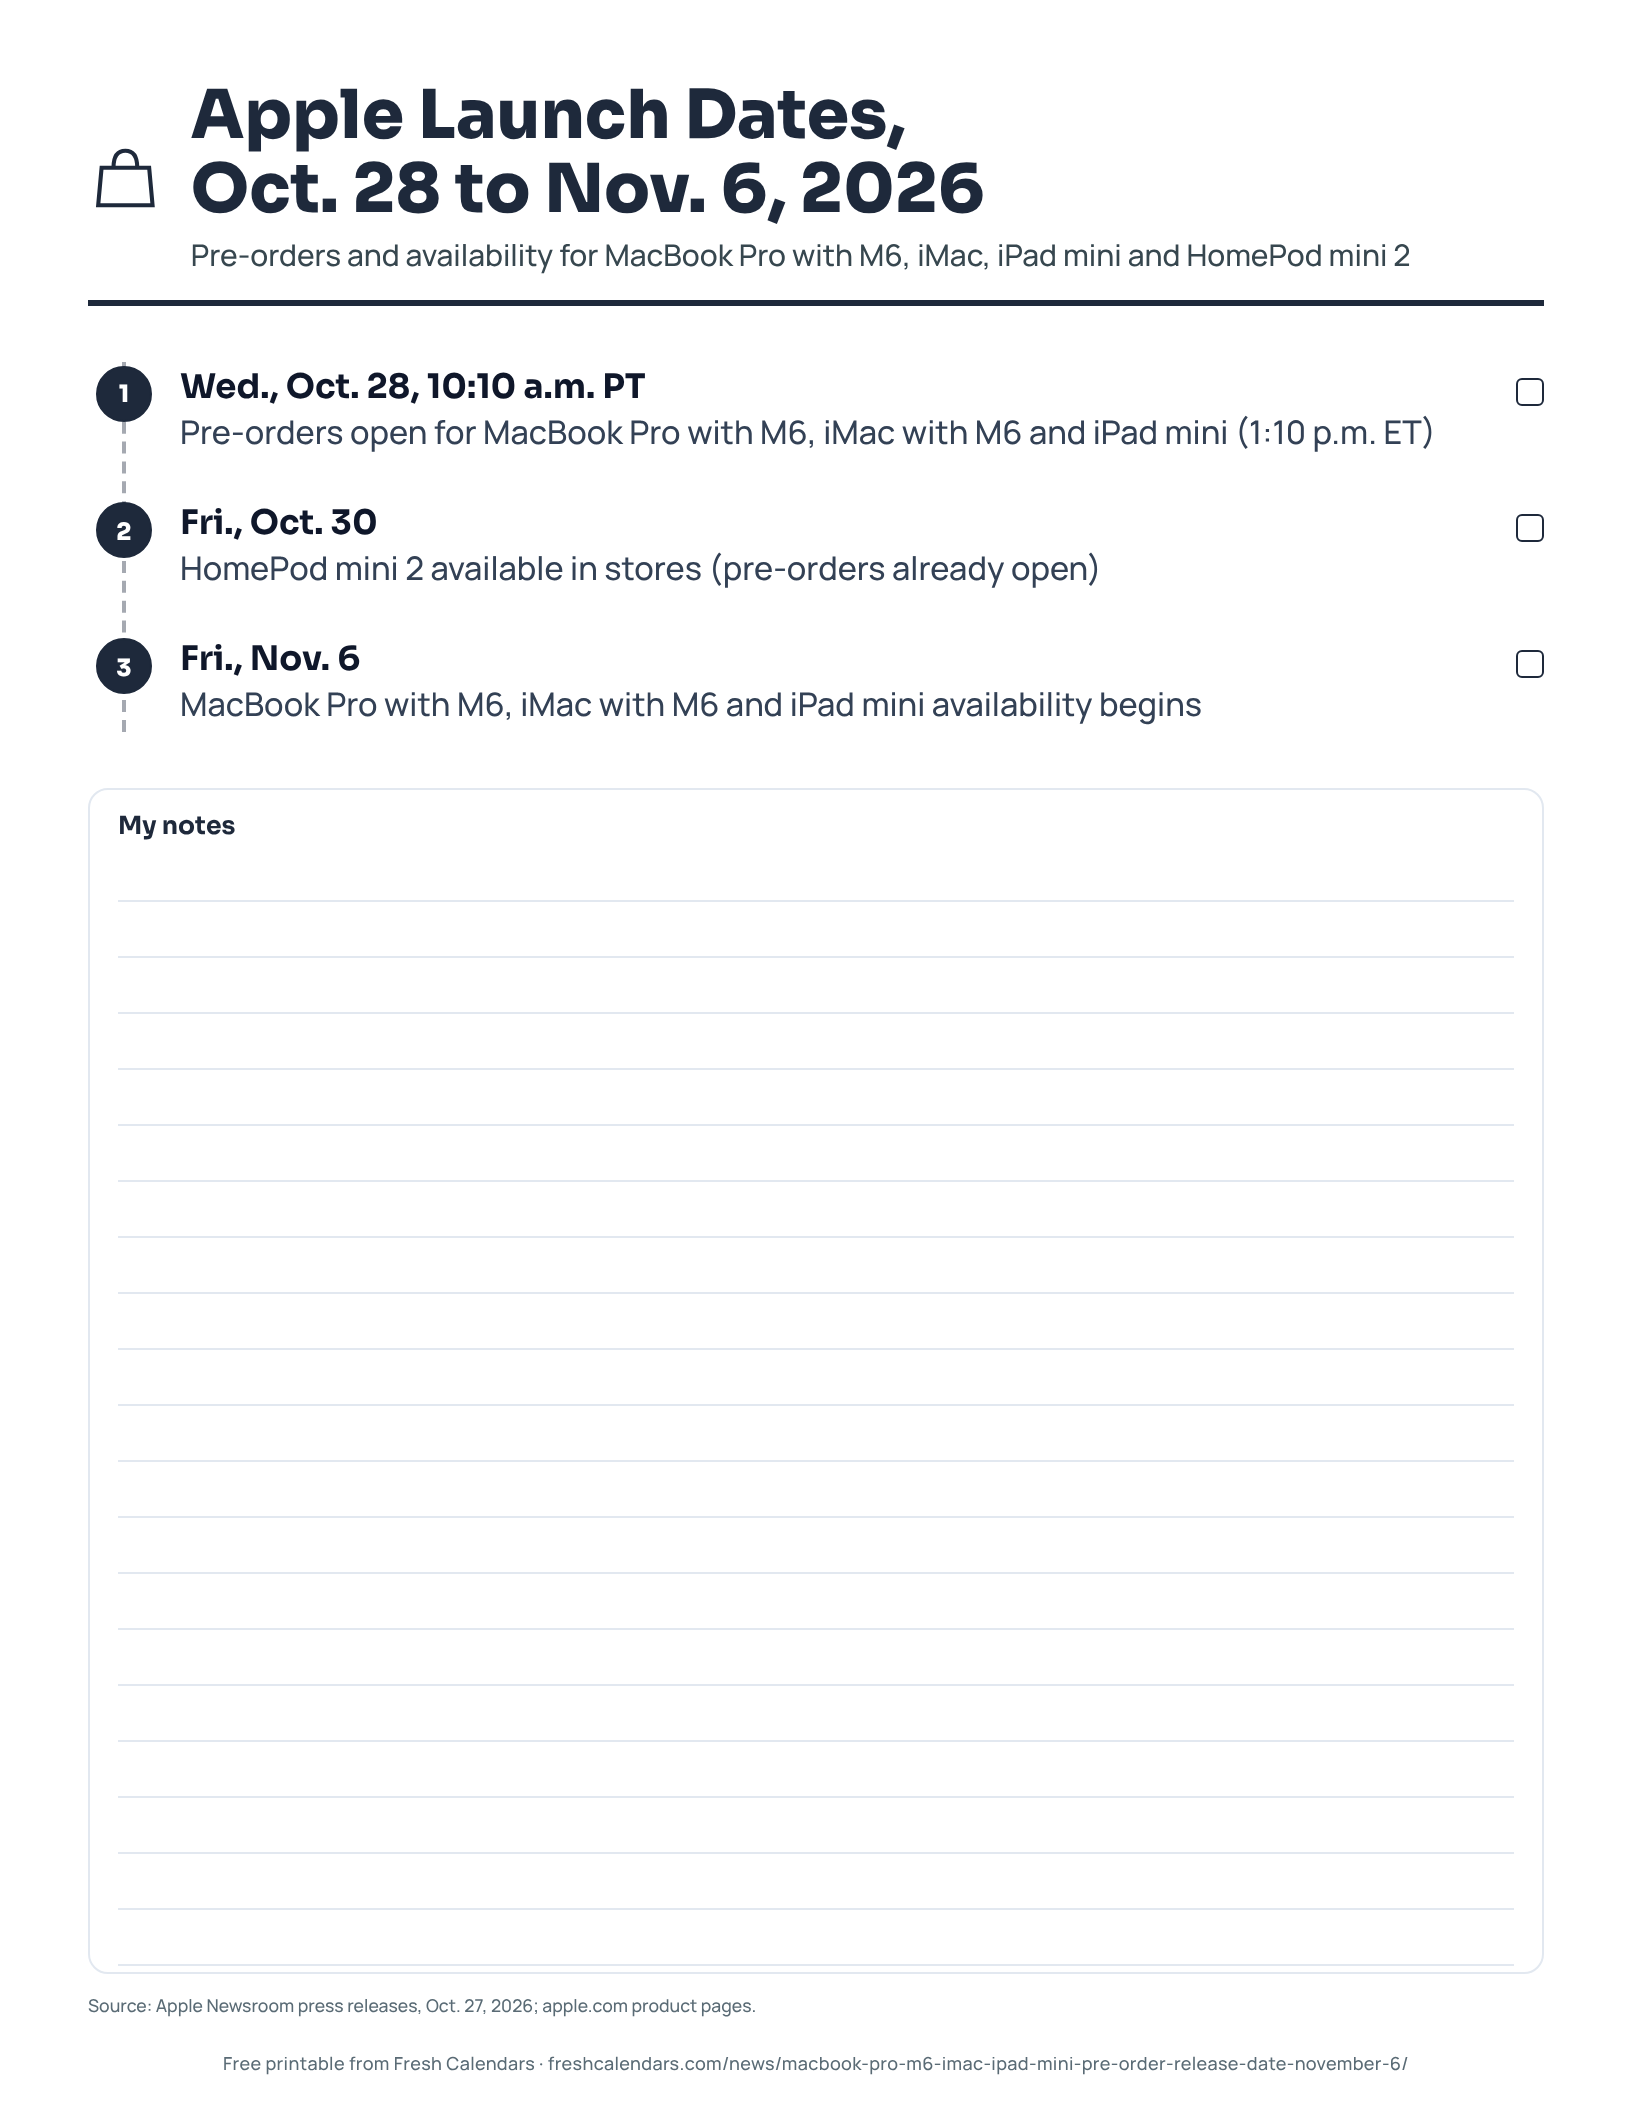 Apple Launch Dates,
Oct. 28 to Nov. 6, 2026
Pre-orders and availability for MacBook Pro with M6, iMac, iPad mini and HomePod mini 2
1
Wed., Oct. 28, 10:10 a.m. PT
Pre-orders open for MacBook Pro with M6, iMac with M6 and iPad mini (1:10 p.m. ET)
2
Fri., Oct. 30
HomePod mini 2 available in stores (pre-orders already open)
3
Fri., Nov. 6
MacBook Pro with M6, iMac with M6 and iPad mini availability begins
My notes
Source: Apple Newsroom press releases, Oct. 27, 2026; apple.com product pages.
Free printable from Fresh Calendars · freshcalendars.com/news/macbook-pro-m6-imac-ipad-mini-pre-order-release-date-november-6/